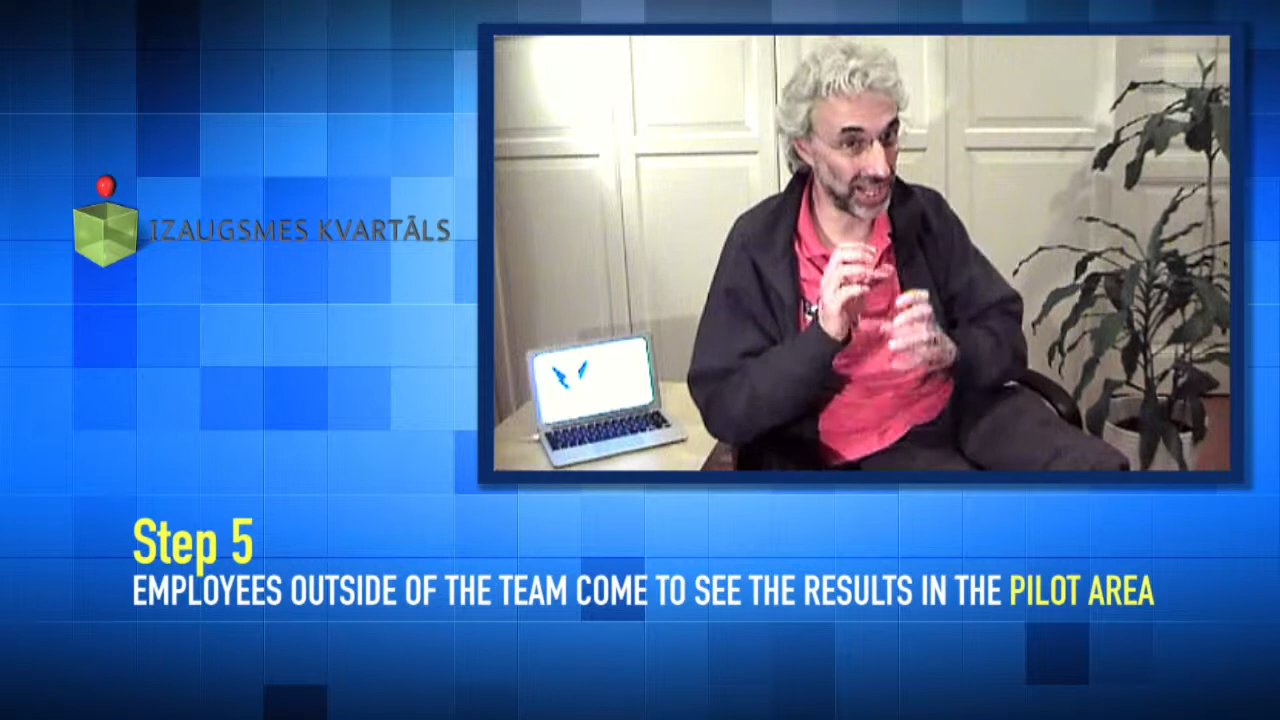 IZAUGSMES KVARTĀLS
Step 5
EMPLOYEES OUTSIDE OF THE TEAM COME TO SEE THE RESULTS IN THE PILOT AREA